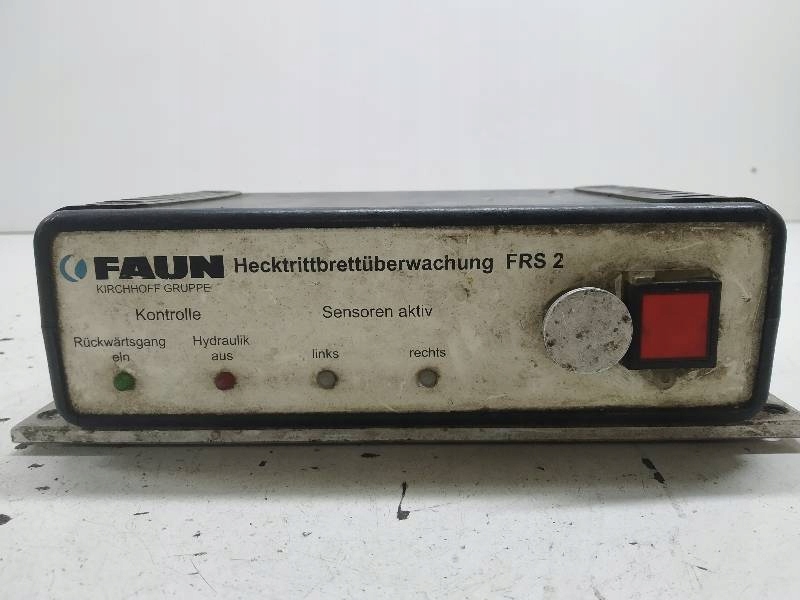 FAUN Hecktrittbrettüberwachung FRS 2
KIRCHHOFF GRUPPE
Kontrolle Sensoren aktiv
Rückwärtsgang Hydraulik
ein aus links rechts